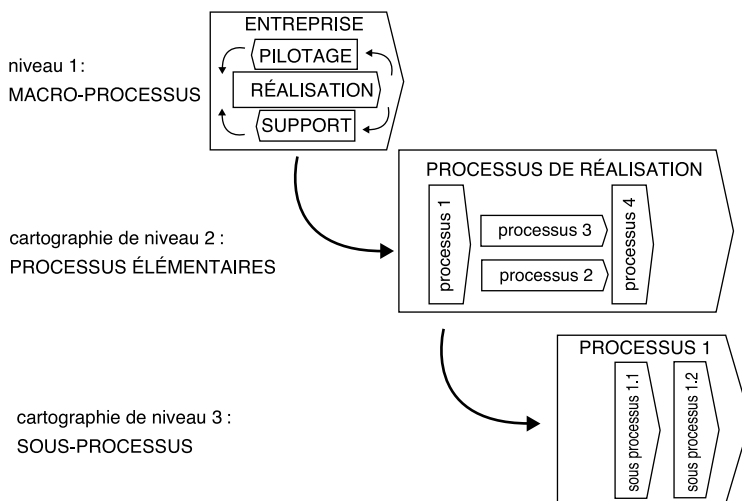 ENTREPRISE
PILOTAGE
RÉALISATION
SUPPORT
niveau 1:
MACRO-PROCESSUS
PROCESSUS DE RÉALISATION
processus 1
processus 3
processus 2
processus 4
cartographie de niveau 2 :
PROCESSUS ÉLÉMENTAIRES
PROCESSUS 1
sous processus 1.1
sous processus 1.2
cartographie de niveau 3 :
SOUS-PROCESSUS